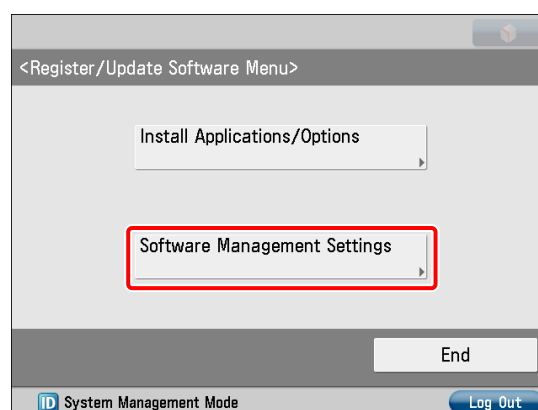 <Register/Update Software Menu>
Install Applications/Options
Software Management Settings
End
ID System Management Mode
Log Out